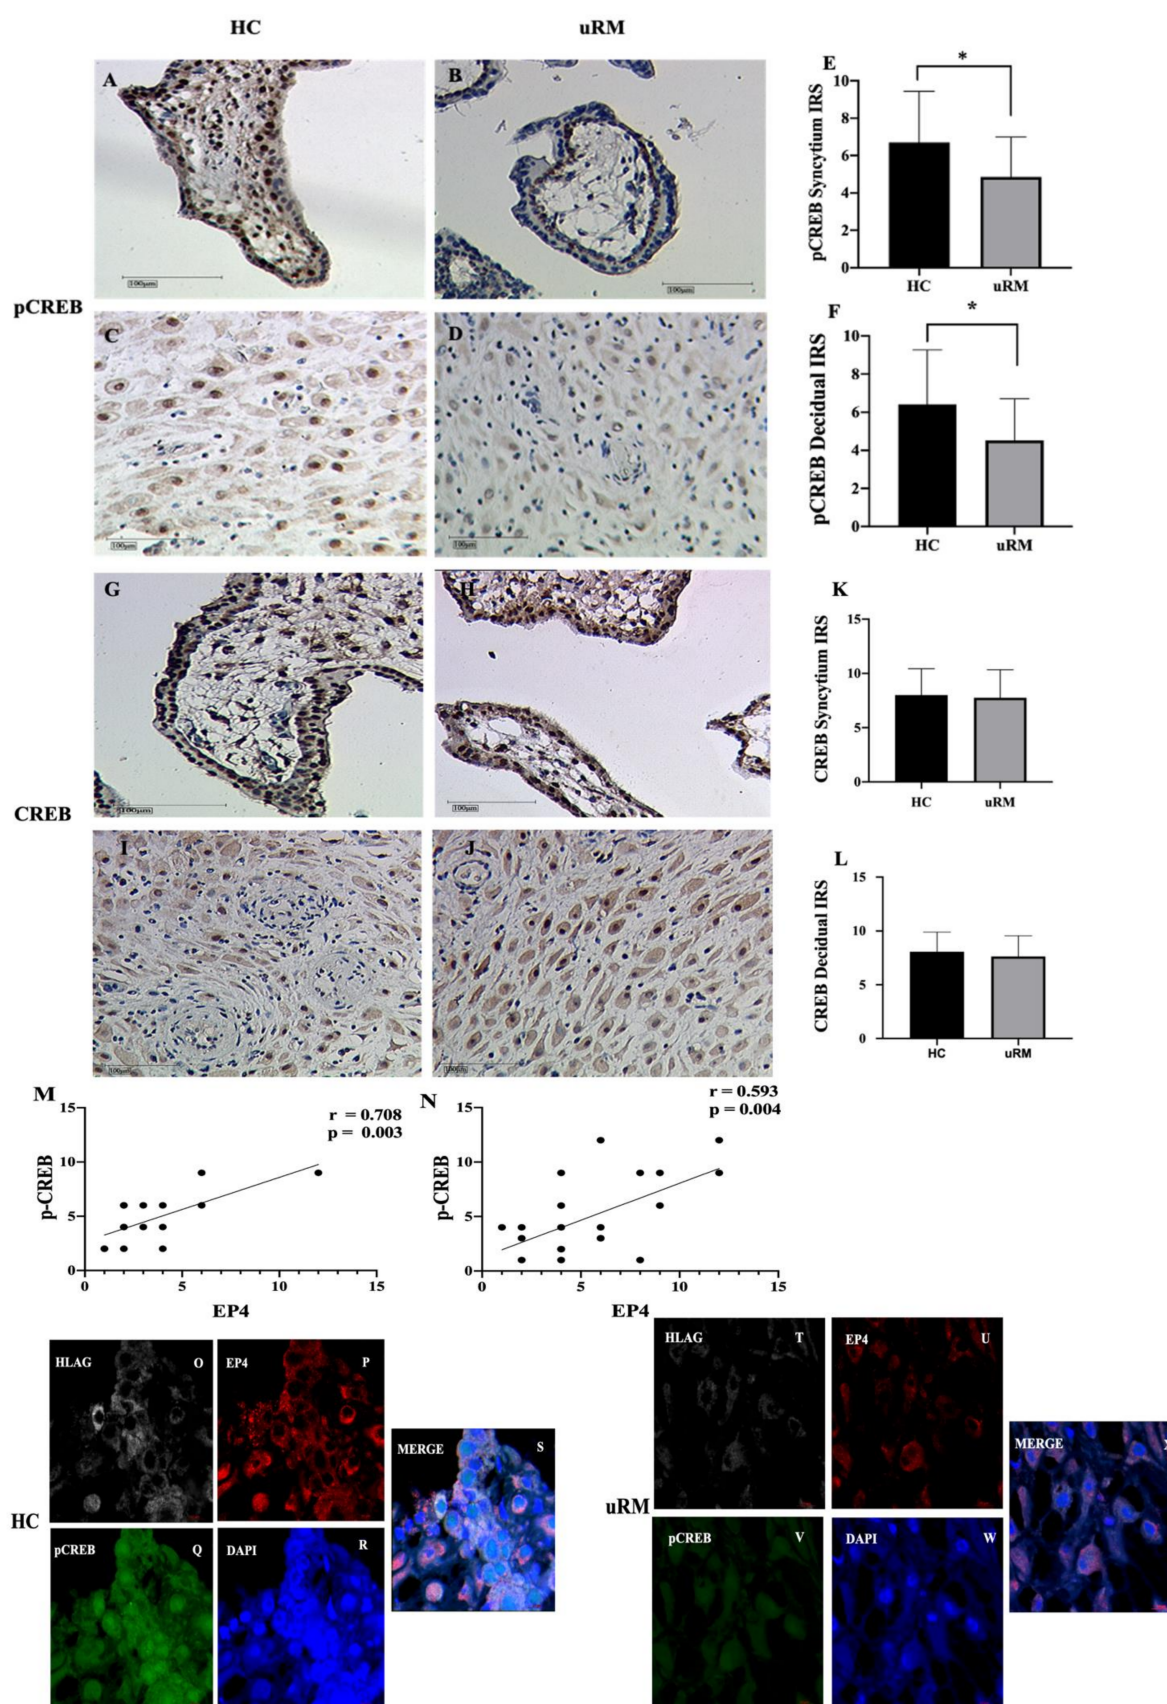 HC
uRM
A
B
E
*
pCREB Syncytium IRS
10
8
6
4
2
0
HC
uRM
100µm
100µm
pCREB
C
D
F
*
pCREB Decidual IRS
10
8
6
4
2
0
HC
uRM
100µm
100µm
G
H
K
CREB Syncytium IRS
15
10
5
0
HC
uRM
100µm
100µm
CREB
I
J
L
CREB Decidual IRS
15
10
5
0
HC
uRM
100µm
100µm
M
r = 0.708
p = 0.003
p-CREB
15
10
5
0
0
5
10
15
EP4
N
r = 0.593
p = 0.004
p-CREB
15
10
5
0
0
5
10
15
EP4
HC
HLAG
O
EP4
P
pCREB
Q
DAPI
R
MERGE
S
uRM
HLAG
T
EP4
U
pCREB
V
DAPI
W
MERGE